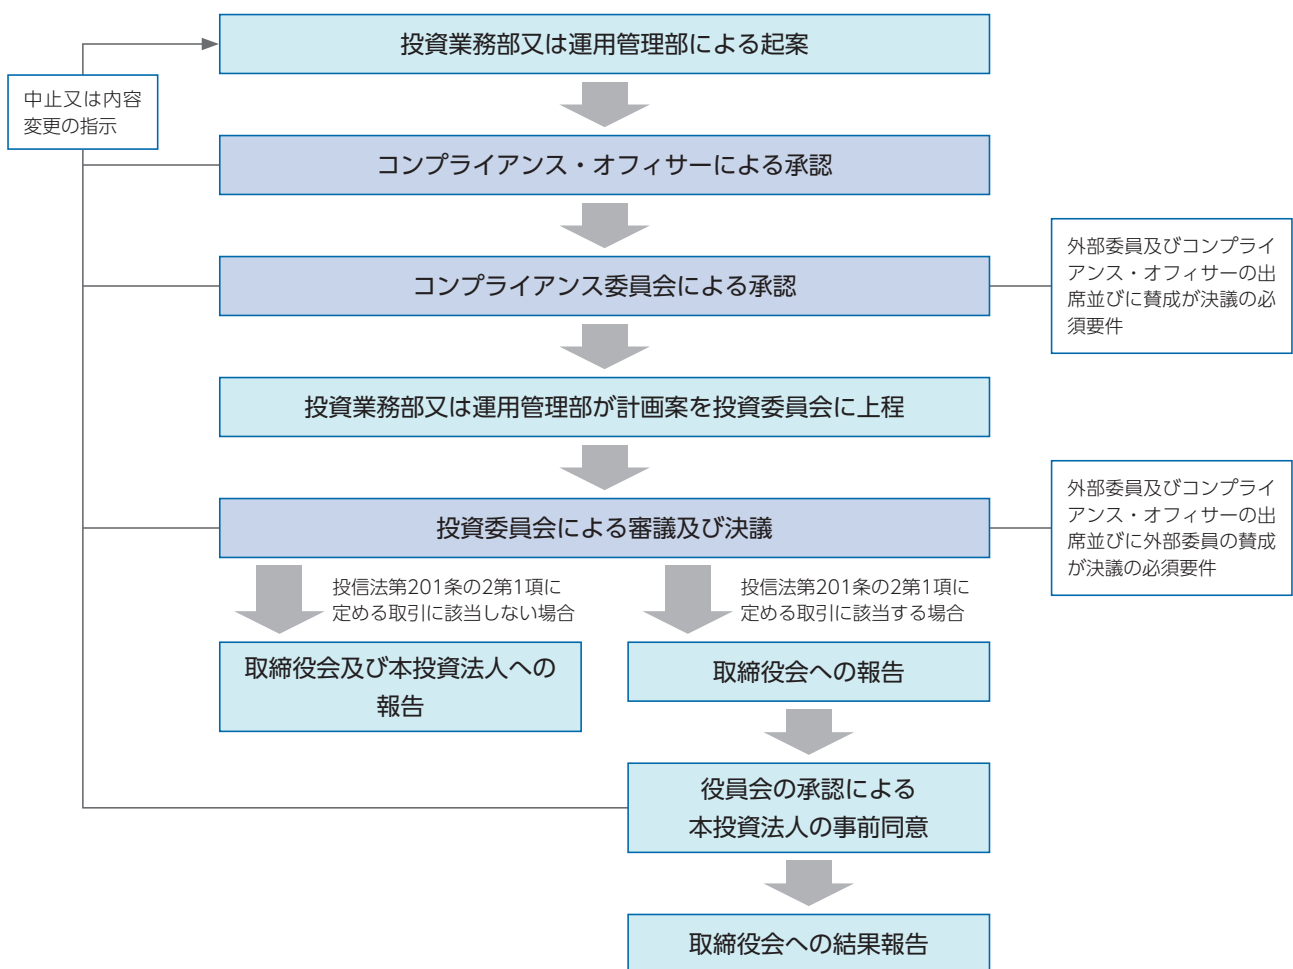 投資業務部又は運用管理部による起案
中止又は内容
変更の指示
コンプライアンス・オフィサーによる承認
コンプライアンス委員会による承認
外部委員及びコンプライ
アンス・オフィサーの出
席並びに賛成が決議の必
須要件
投資業務部又は運用管理部が計画案を投資委員会に上程
投資委員会による審議及び決議
外部委員及びコンプライ
アンス・オフィサーの出
席並びに外部委員の賛成
が決議の必須要件
投信法第201条の2第1項に
定める取引に該当しない場合
投信法第201条の2第1項に
定める取引に該当する場合
取締役会及び本投資法人への
報告
取締役会への報告
役員会の承認による
本投資法人の事前同意
取締役会への結果報告